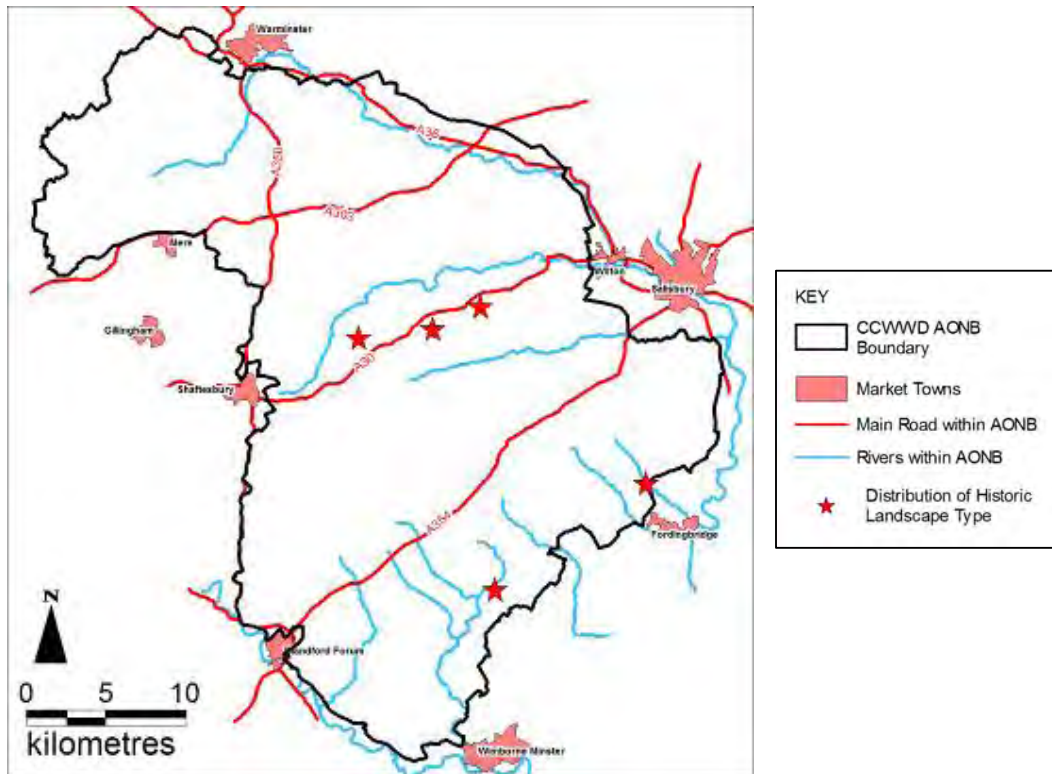 Warminster
A36
A350
A303
Mere
Wilton
Salisbury
Gillingham
A30
Shaftesbury
A354
Fordingbridge
N
Blandford Forum
0 5 10
kilometres
Wimborne Minster
KEY
CCWWD AONB
Boundary
Market Towns
Main Road within AONB
Rivers within AONB
Distribution of Historic
Landscape Type